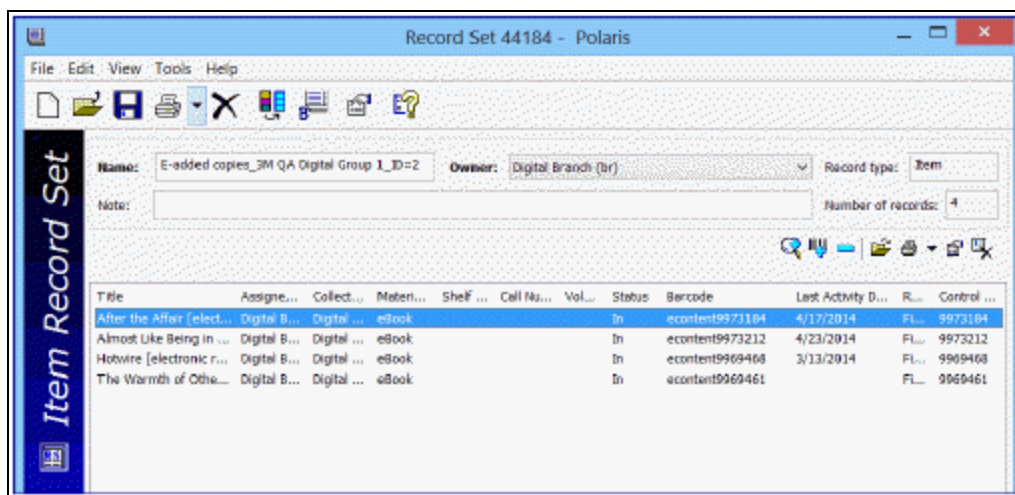 Record Set 44184 - Polaris
File Edit View Tools Help
Item Record Set
Name: E-added copies_3M QA Digital Group 1_ID=2 Owner: Digital Branch (br) Record type: Item
Note: Number of records: 4
Title Assigne... Collect... Materi... Shelf ... Call Nu... Vol... Status Barcode Last Activity D... R... Control ...
After the Affair [elect... Digital B... Digital ... eBook In econtent9973184 4/17/2014 Fi... 9973184
Almost Like Being in ... Digital B... Digital ... eBook In econtent9973212 4/23/2014 Fi... 9973212
Hotwire [electronic r... Digital B... Digital ... eBook In econtent9969468 3/13/2014 Fi... 9969468
The Warmth of Othe... Digital B... Digital ... eBook In econtent9969461 Fi... 9969461